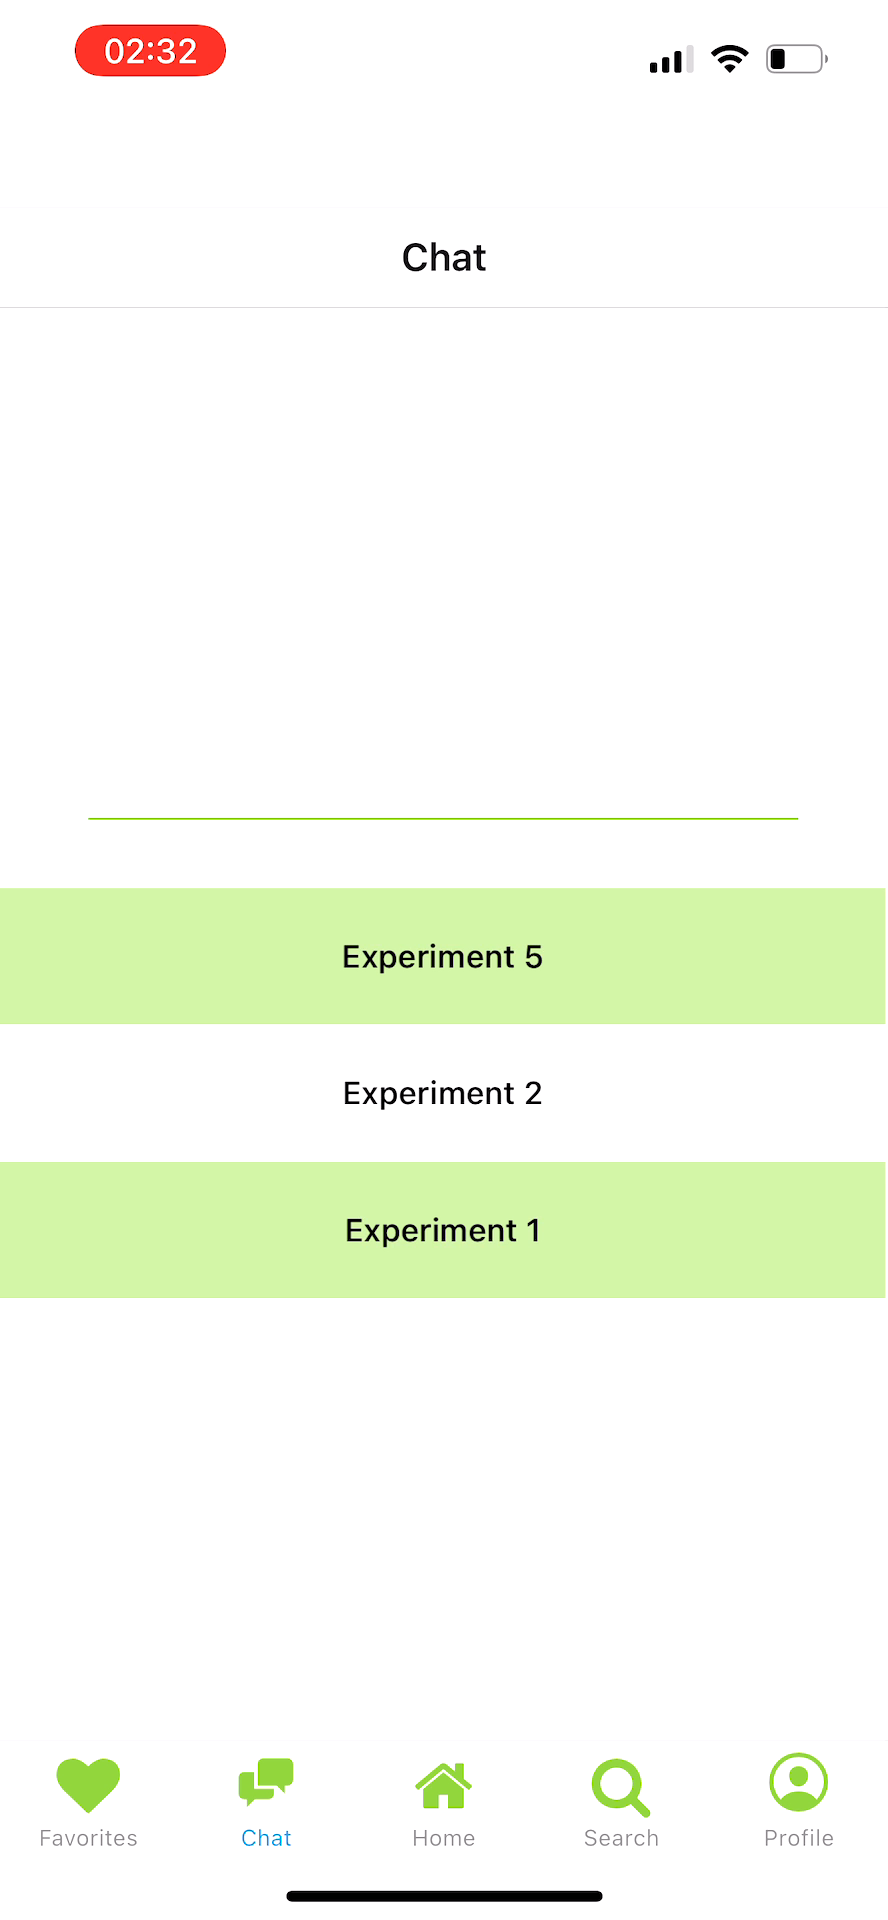 02:32
Chat
Experiment 5
Experiment 2
Experiment 1
Favorites
Chat
Home
Search
Profile